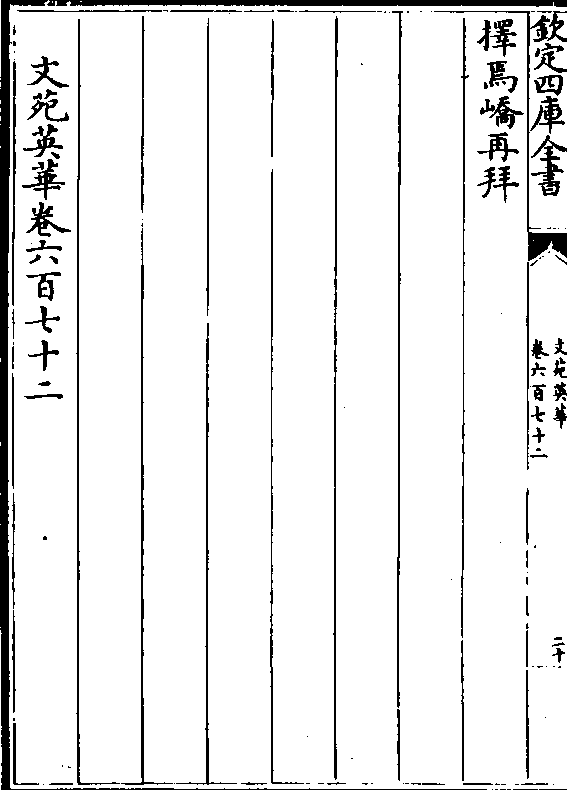 欽定四庫全書
文苑英華
卷六百七十二
二十
擇焉嶠再拜
文苑英華卷六百七十二